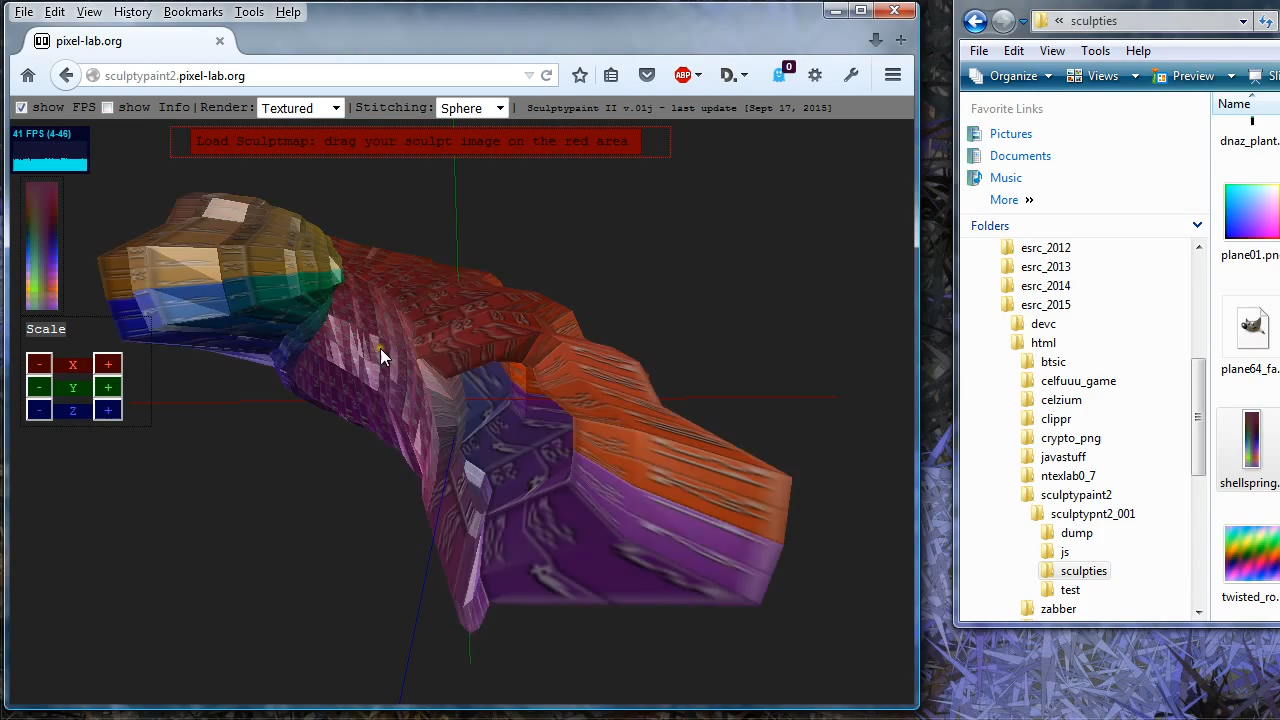 File Edit View History Bookmarks Tools Help
pixel-lab.org
sculptypaint2.pixel-lab.org
ABP D. 0
show FPS show Info|Render: Textured |Stitching: Sphere | Sculptypaint II v.01j - last update [Sept 17, 2015]
41 FPS (4-46)
Load Sculptmap: drag your sculpt image on the red area
Scale
- X +
- Y +
- Z +
« sculpties
File Edit View Tools Help
Organize Views Preview
Favorite Links
Pictures
Documents
Music
More »
Folders
esrc_2012
esrc_2013
esrc_2014
esrc_2015
devc
html
btsic
celfuuu_game
celzium
clippr
crypto_png
javastuff
ntexlab0_7
sculptypaint2
sculptypnt2_001
dump
js
sculpties
test
zabber
Name
dnaz_plant.
plane01.pn
plane64_fa.
shellspring.
twisted_ro.